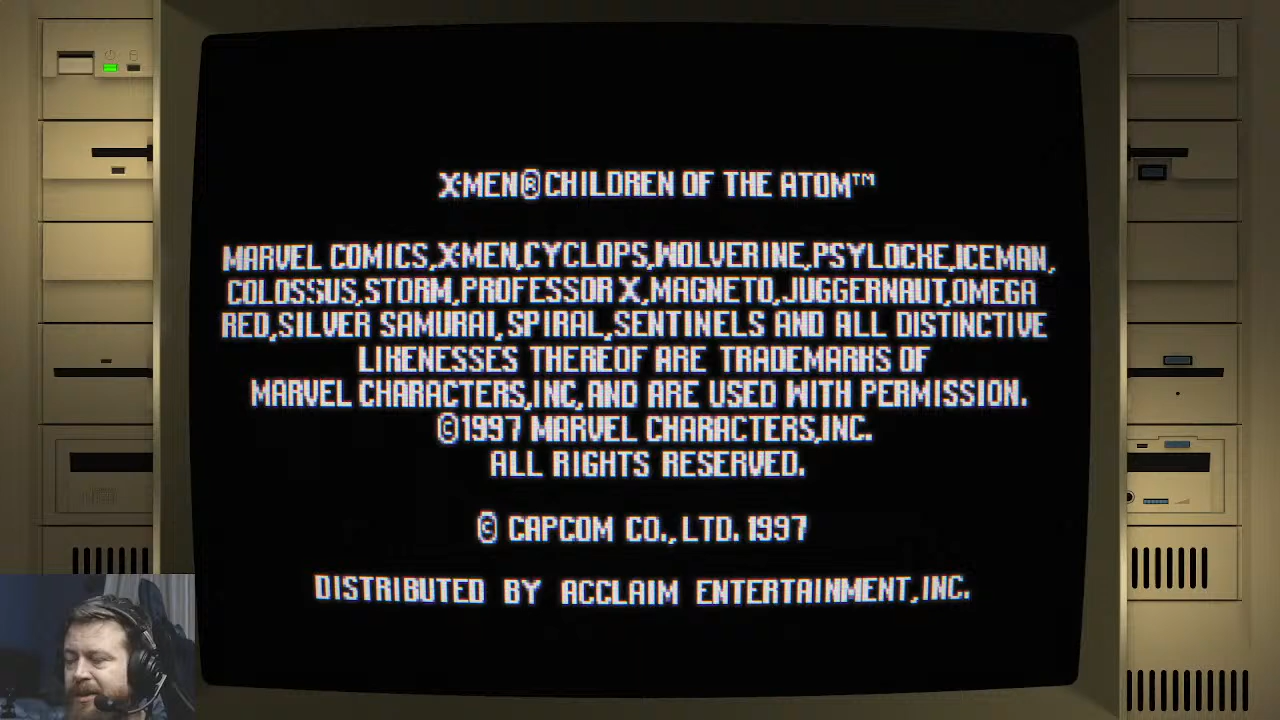 X-MEN® CHILDREN OF THE ATOM™
MARVEL COMICS,X-MEN,CYCLOPS,WOLVERINE,PSYLOCKE,ICEMAN,
COLOSSUS,STORM,PROFESSOR X,MAGNETO,JUGGERNAUT,OMEGA
RED,SILVER SAMURAI,SPIRAL,SENTINELS AND ALL DISTINCTIVE
LIKENESSES THEREOF ARE TRADEMARKS OF
MARVEL CHARACTERS,INC,AND ARE USED WITH PERMISSION.
©1997 MARVEL CHARACTERS,INC.
ALL RIGHTS RESERVED.
© CAPCOM CO.,LTD. 1997
DISTRIBUTED BY ACCLAIM ENTERTAINMENT,INC.